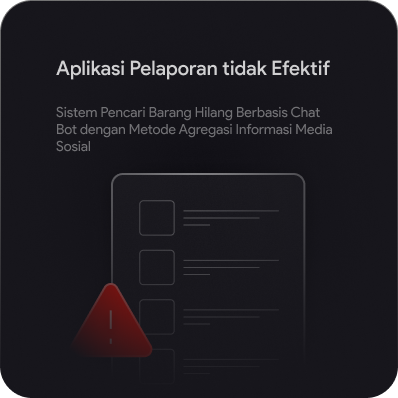 Aplikasi Pelaporan tidak Efektif
Sistem Pencari Barang Hilang Berbasis Chat
Bot dengan Metode Agregasi Informasi Media
Sosial